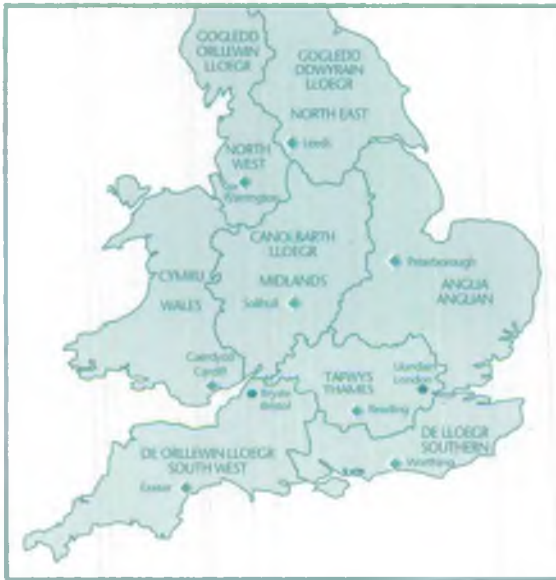 GOGLEDD
ORLLEWIN
LLOEGR
GOGLEDD
DDWYRAIN
LLOEGR
NORTH EAST
Leeds
NORTH
WEST
Warrington
CANOLBARTH
LLOEGR
MIDLANDS
Solihull
Peterborough
ANGLIA
ANGLIAN
CYMRU
WALES
Caerdydd
Cardiff
Bryste
Bristol
TAFWYS
THAMES
Llundain
London
Reading
DE LLOEGR
SOUTHERN
Worthing
DE ORLLEWIN LLOEGR
SOUTH WEST
Exeter